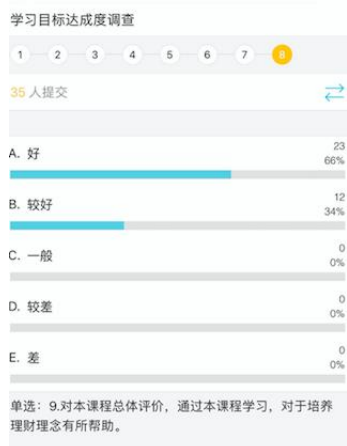 学习目标达成度调查
1 2 3 4 5 6 7 8
35 人提交
A. 好 23
66%
B. 较好 12
34%
C. 一般 0
0%
D. 较差 0
0%
E. 差 0
0%
单选：9.对本课程总体评价，通过本课程学习，对于培养
理财理念有所帮助。